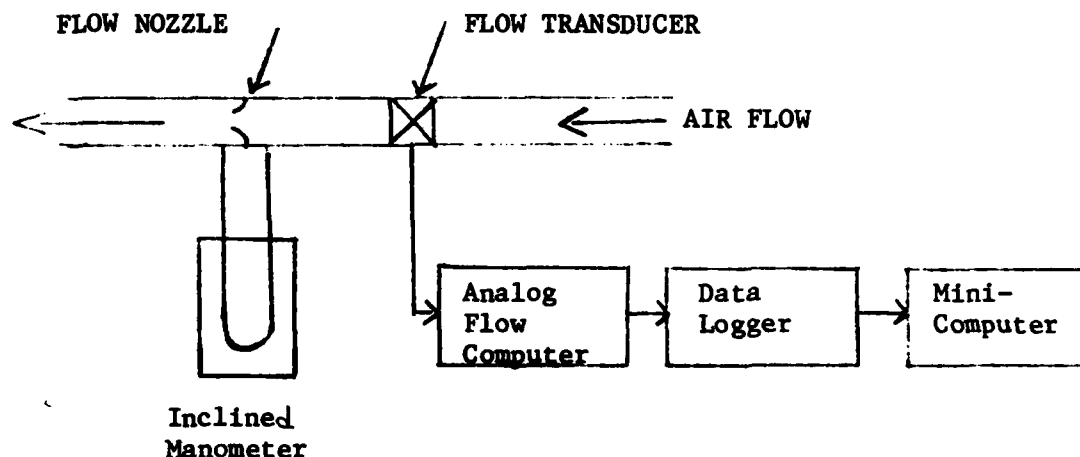 FLOW NOZZLE
FLOW TRANSDUCER
AIR FLOW
Analog
Flow
Computer
Data
Logger
Mini-
Computer
Inclined
Manometer